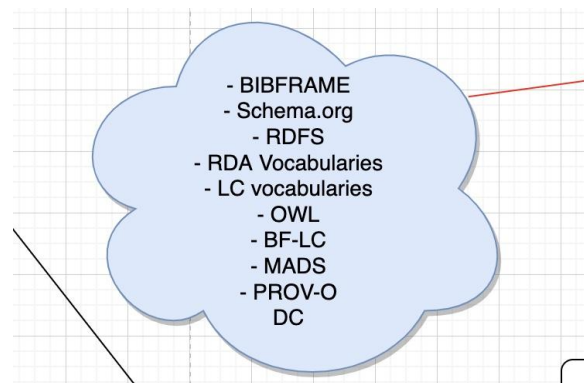 - BIBFRAME
- Schema.org
- RDFS
- RDA Vocabularies
- LC vocabularies
- OWL
- BF-LC
- MADS
- PROV-O
DC